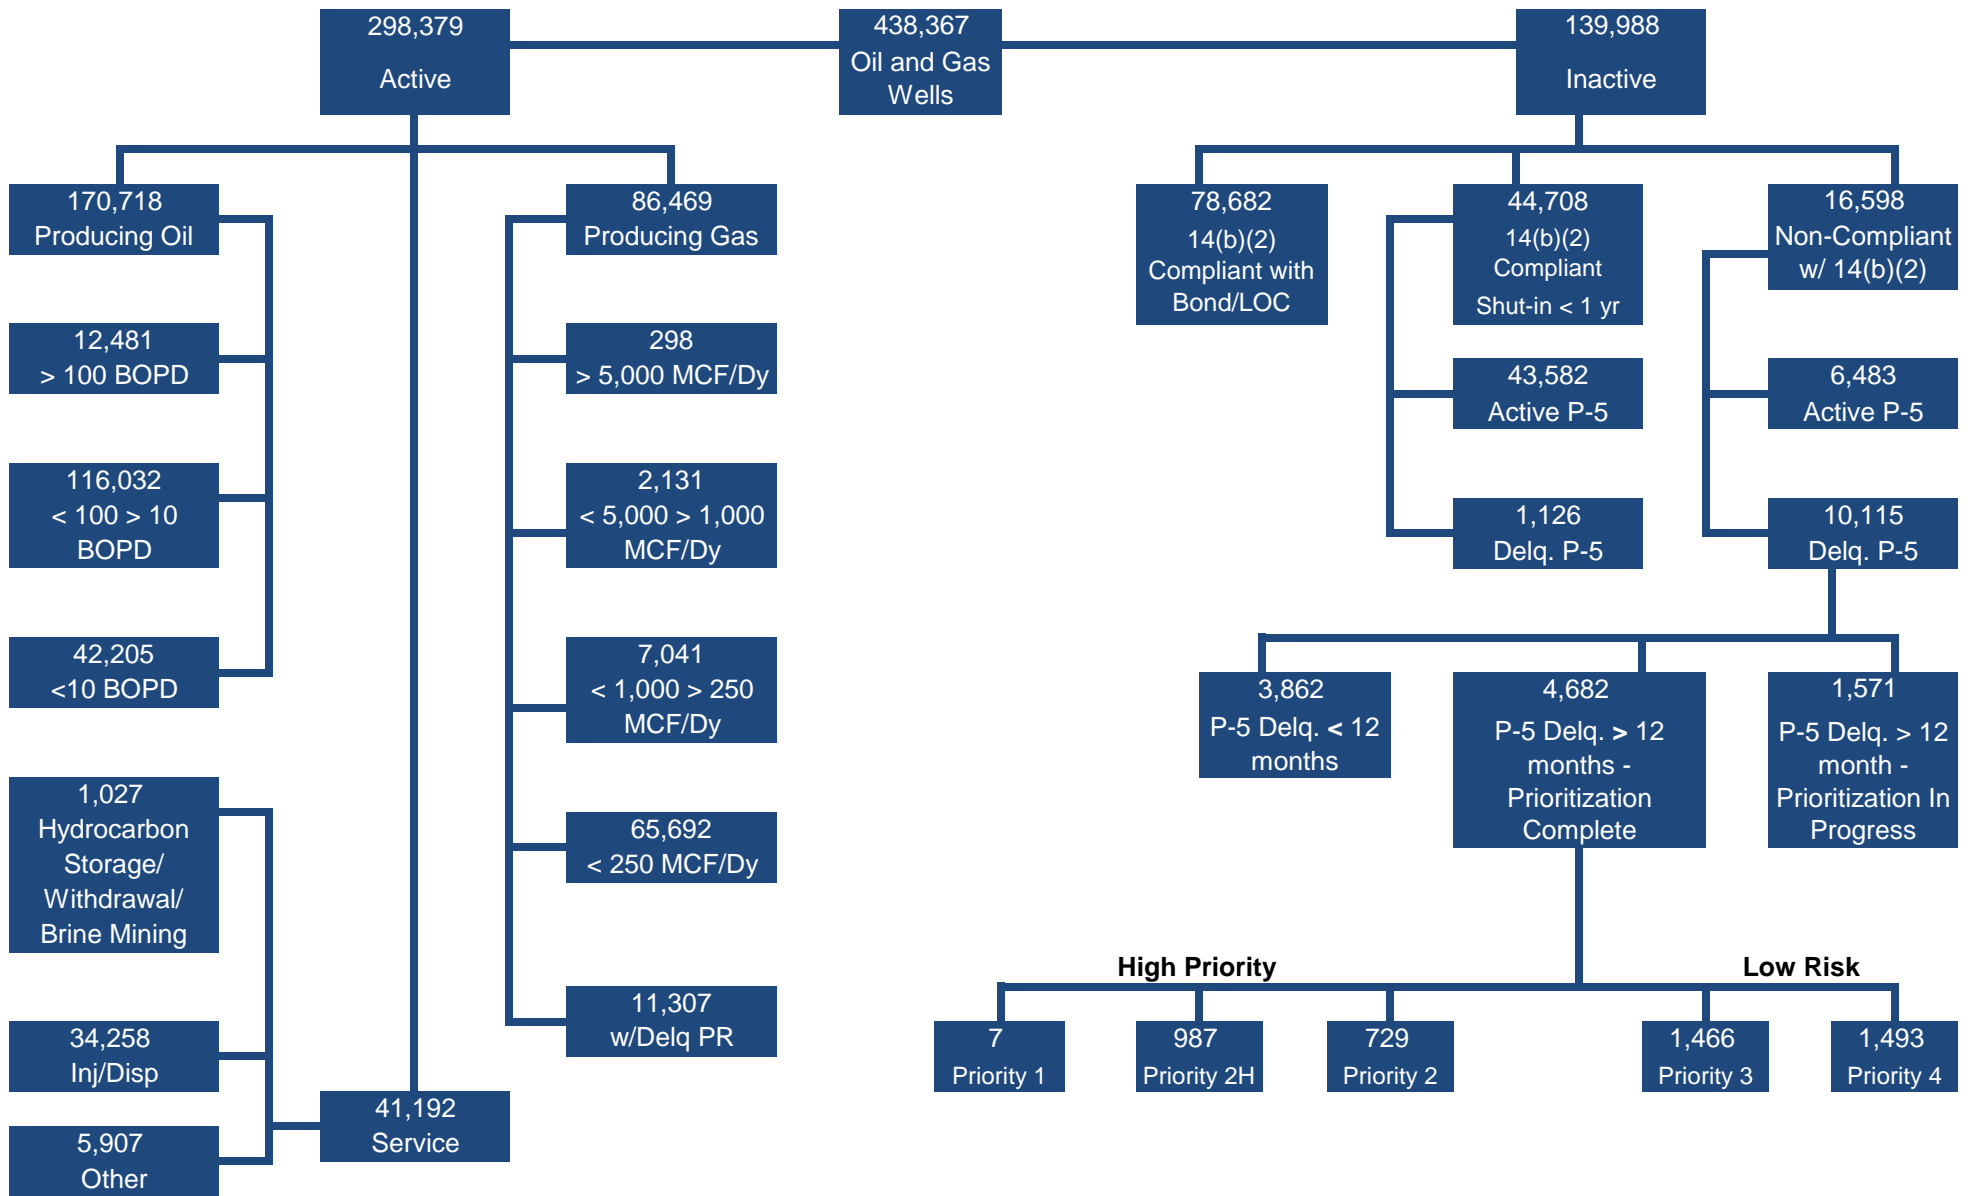 298,379
Active
438,367
Oil and Gas
Wells
139,988
Inactive
170,718
Producing Oil
12,481
> 100 BOPD
116,032
< 100 > 10
BOPD
42,205
<10 BOPD
1,027
Hydrocarbon
Storage/
Withdrawal/
Brine Mining
34,258
Inj/Disp
5,907
Other
41,192
Service
86,469
Producing Gas
298
> 5,000 MCF/Dy
2,131
< 5,000 > 1,000
MCF/Dy
7,041
< 1,000 > 250
MCF/Dy
65,692
< 250 MCF/Dy
11,307
w/Delq PR
78,682
14(b)(2)
Compliant with
Bond/LOC
44,708
14(b)(2)
Compliant
Shut-in < 1 yr
43,582
Active P-5
1,126
Delq. P-5
16,598
Non-Compliant
w/ 14(b)(2)
6,483
Active P-5
10,115
Delq. P-5
3,862
P-5 Delq. < 12
months
4,682
P-5 Delq. > 12
months -
Prioritization
Complete
1,571
P-5 Delq. > 12
month -
Prioritization In
Progress
High Priority
Low Risk
7
Priority 1
987
Priority 2H
729
Priority 2
1,466
Priority 3
1,493
Priority 4